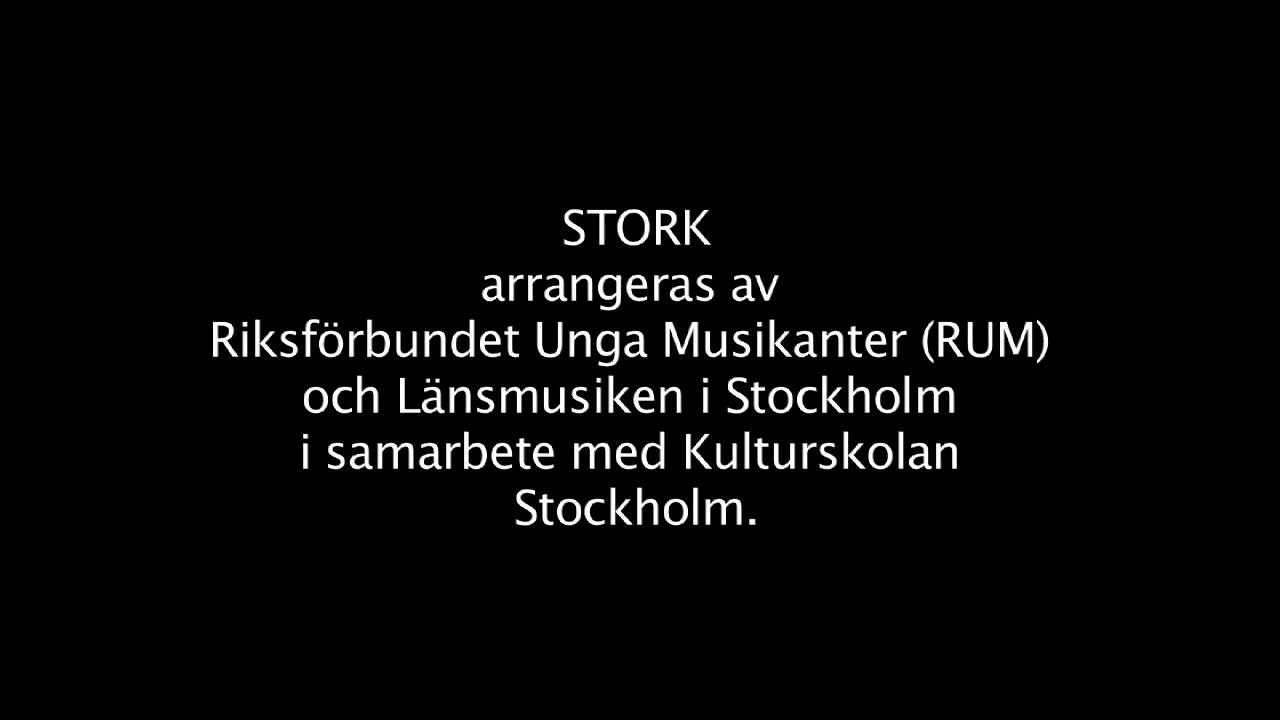 STORK
arrangeras av
Riksförbundet Unga Musikanter (RUM)
och Länsmusiken i Stockholm
i samarbete med Kulturskolan
Stockholm.